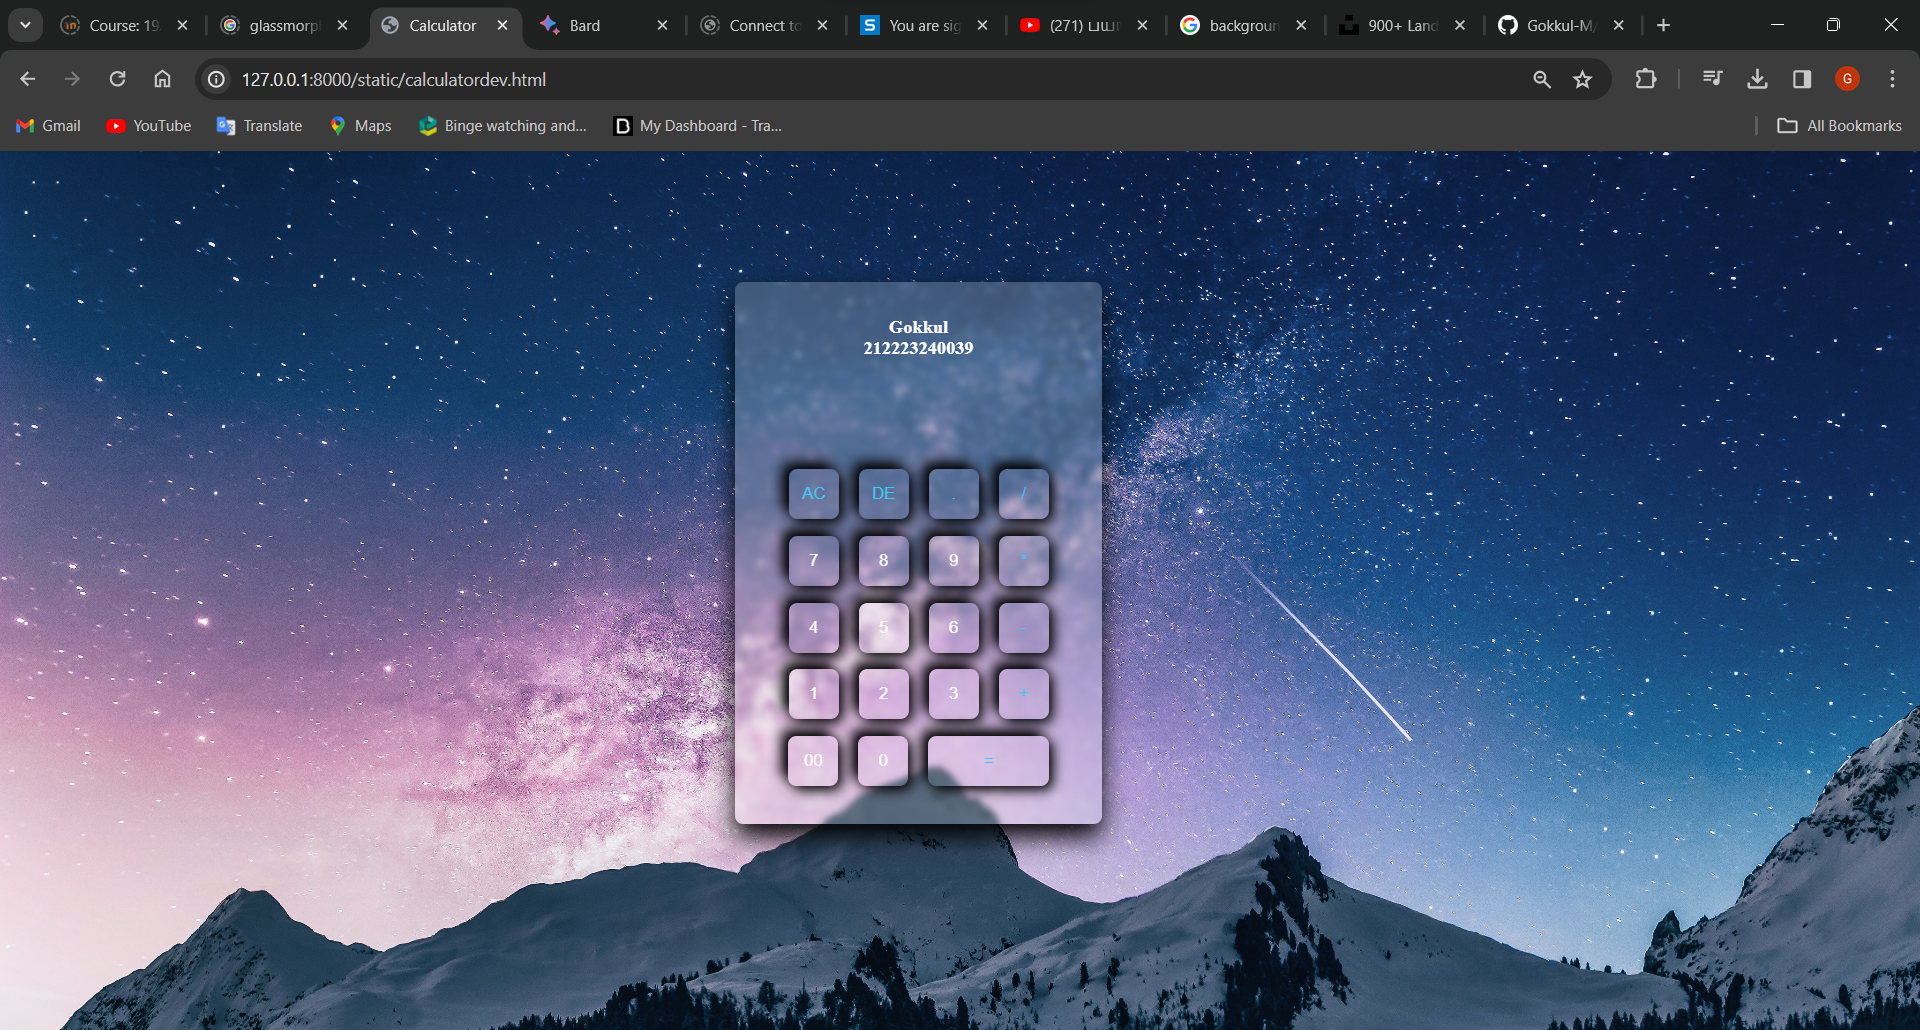 Course: 19
glassmorp
Calculator
Bard
Connect to
You are sig
(271)
backgroun
900+ Land
Gokkul-M/
127.0.0.1:8000/static/calculatordev.html
G
Gmail
YouTube
Translate
Maps
Binge watching and...
My Dashboard - Tra...
All Bookmarks
Gokkul
212223240039
AC DE . /
7 8 9 *
4 5 6 -
1 2 3 +
00 0 =